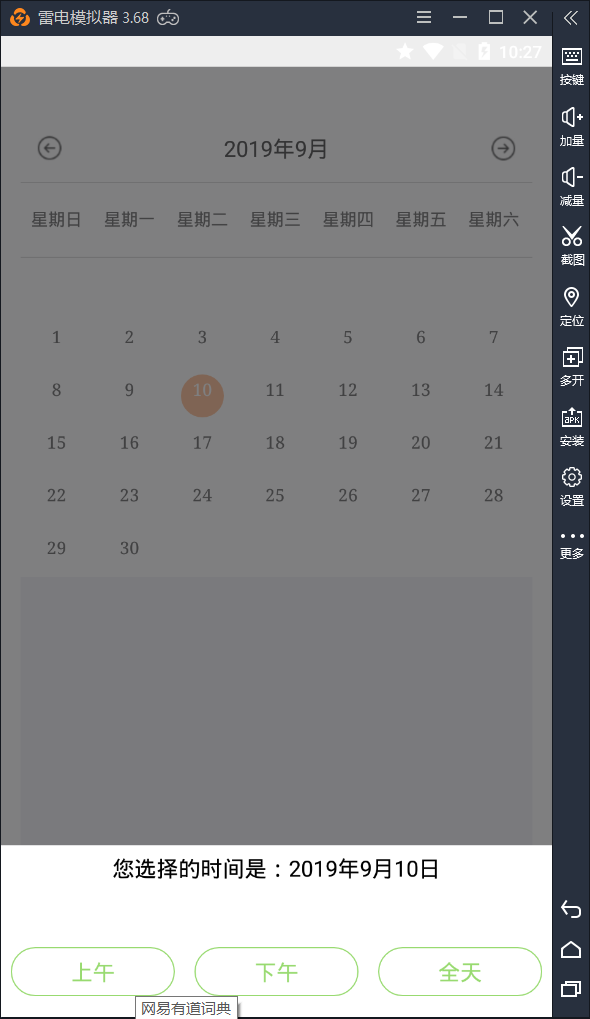 雷电模拟器 3.68
10:27
2019年9月
星期日 星期一 星期二 星期三 星期四 星期五 星期六
1 2 3 4 5 6 7
8 9 10 11 12 13 14
15 16 17 18 19 20 21
22 23 24 25 26 27 28
29 30
您选择的时间是：2019年9月10日
上午 下午 全天
网易有道词典
按键
加量
减量
截图
定位
多开
APK
安装
设置
更多